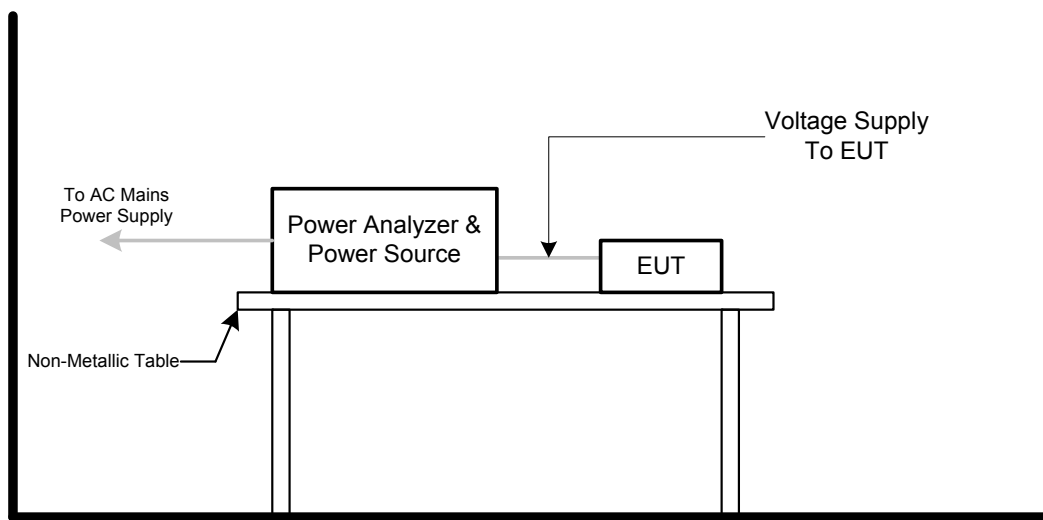 Voltage Supply
To EUT
To AC Mains
Power Supply
Power Analyzer &
Power Source
EUT
Non-Metallic Table